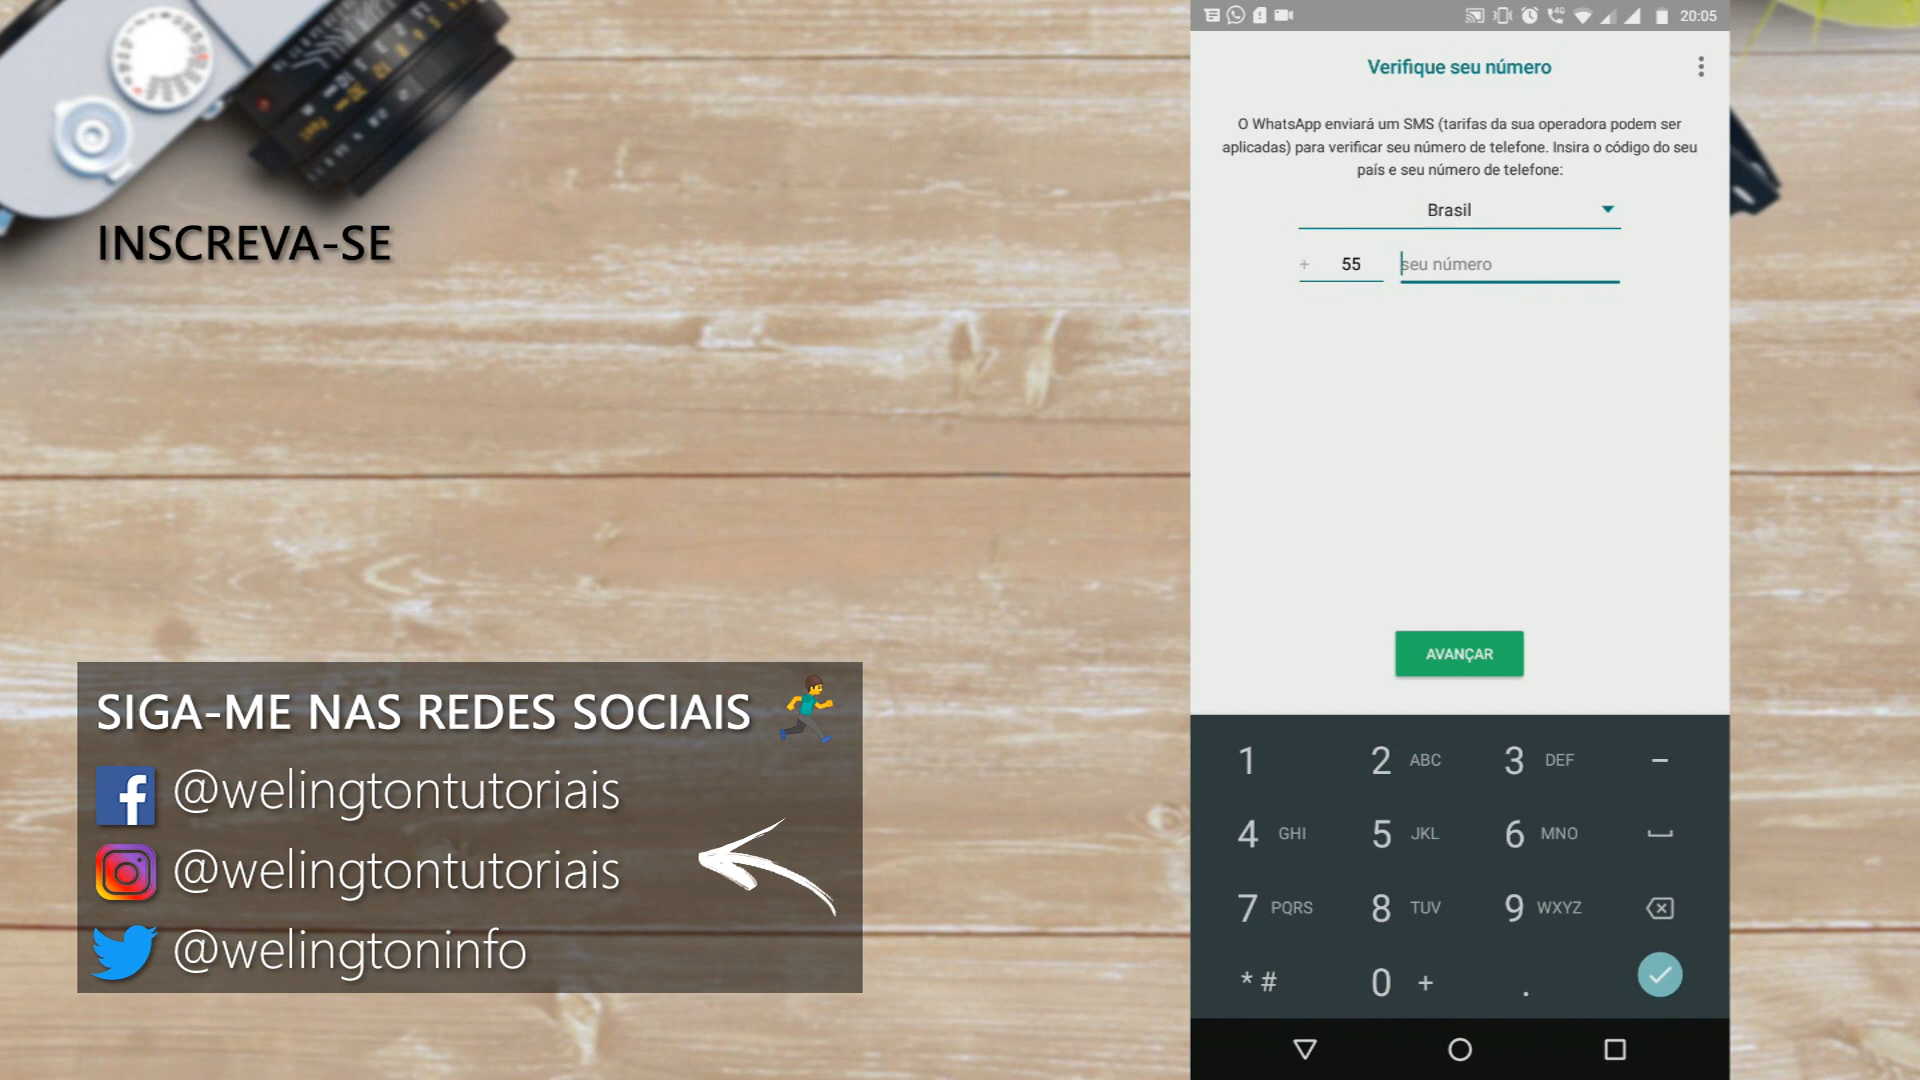 INSCREVA-SE
SIGA-ME NAS REDES SOCIAIS
@welingtontutoriais
@welingtontutoriais
@welingtoninfo
20:05
Verifique seu número
O WhatsApp enviará um SMS (tarifas da sua operadora podem ser
aplicadas) para verificar seu número de telefone. Insira o código do seu
país e seu número de telefone:
Brasil
+ 55 seu número
AVANÇAR
1 2 ABC 3 DEF -
4 GHI 5 JKL 6 MNO
7 PQRS 8 TUV 9 WXYZ
* # 0 + .